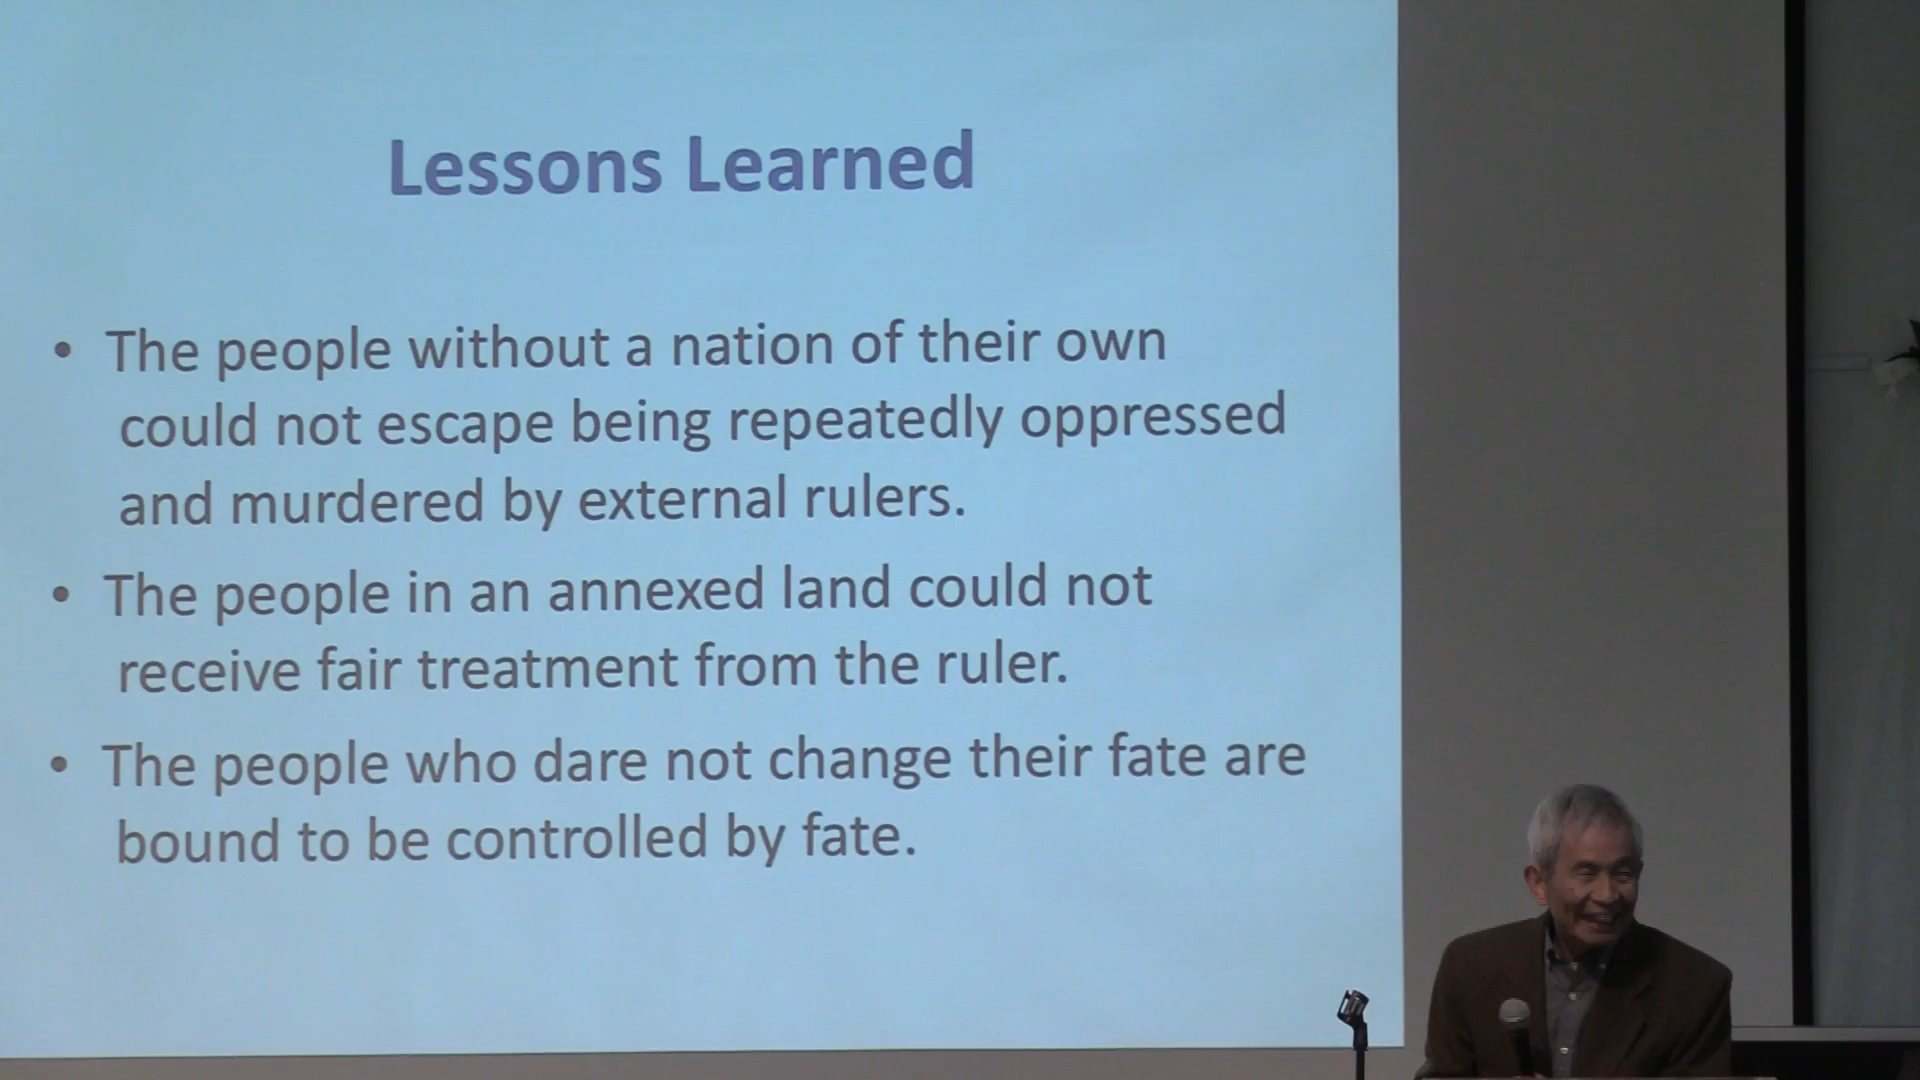 Lessons Learned
• The people without a nation of their own
could not escape being repeatedly oppressed
and murdered by external rulers.
• The people in an annexed land could not
receive fair treatment from the ruler.
• The people who dare not change their fate are
bound to be controlled by fate.